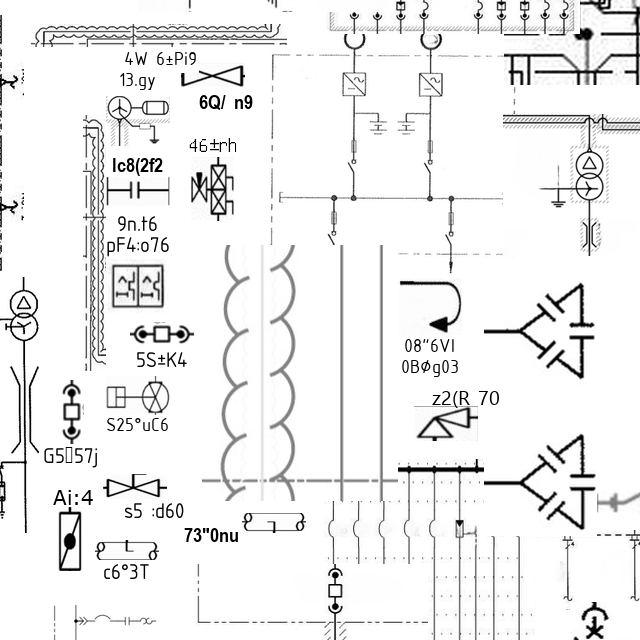 4W 6±Pi9
13.gy
6Q/ n9
46±rh
Ic8(2f2
9n.t6
pF4:o76
5S±K4
08"6VI
0BØg03
z2(R 70
S25°uC6
G5▯57j
Ai:4
s5 :d60
73"0nu
c6°3T